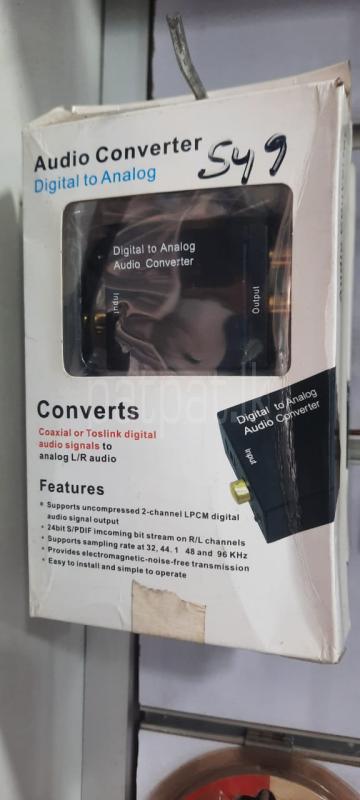 Audio Converter
Digital to Analog
S49
Digital to Analog
Audio Converter
Input
Output
Converts
Coaxial or Toslink digital
audio signals to
analog L/R audio
Digital to Analog
Audio Converter
Input
Features
• Supports uncompressed 2-channel LPCM digital
audio signal output
• 24bit S/PDIF imcoming bit stream on R/L channels
• Supports sampling rate at 32, 44. 1 48 and 96 KHz
• Provides electromagnetic-noise-free transmission
• Easy to install and simple to operate